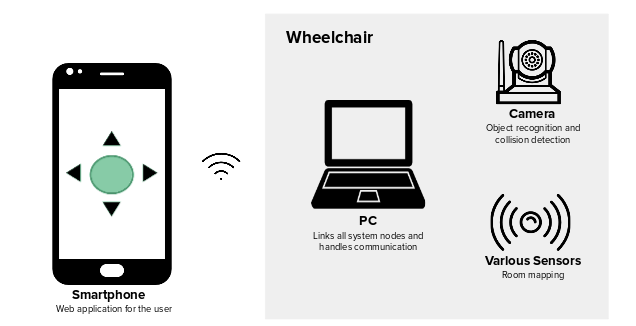 Wheelchair
Camera
Object recognition and
collision detection
PC
Links all system nodes and
handles communication
Various Sensors
Room mapping
Smartphone
Web application for the user